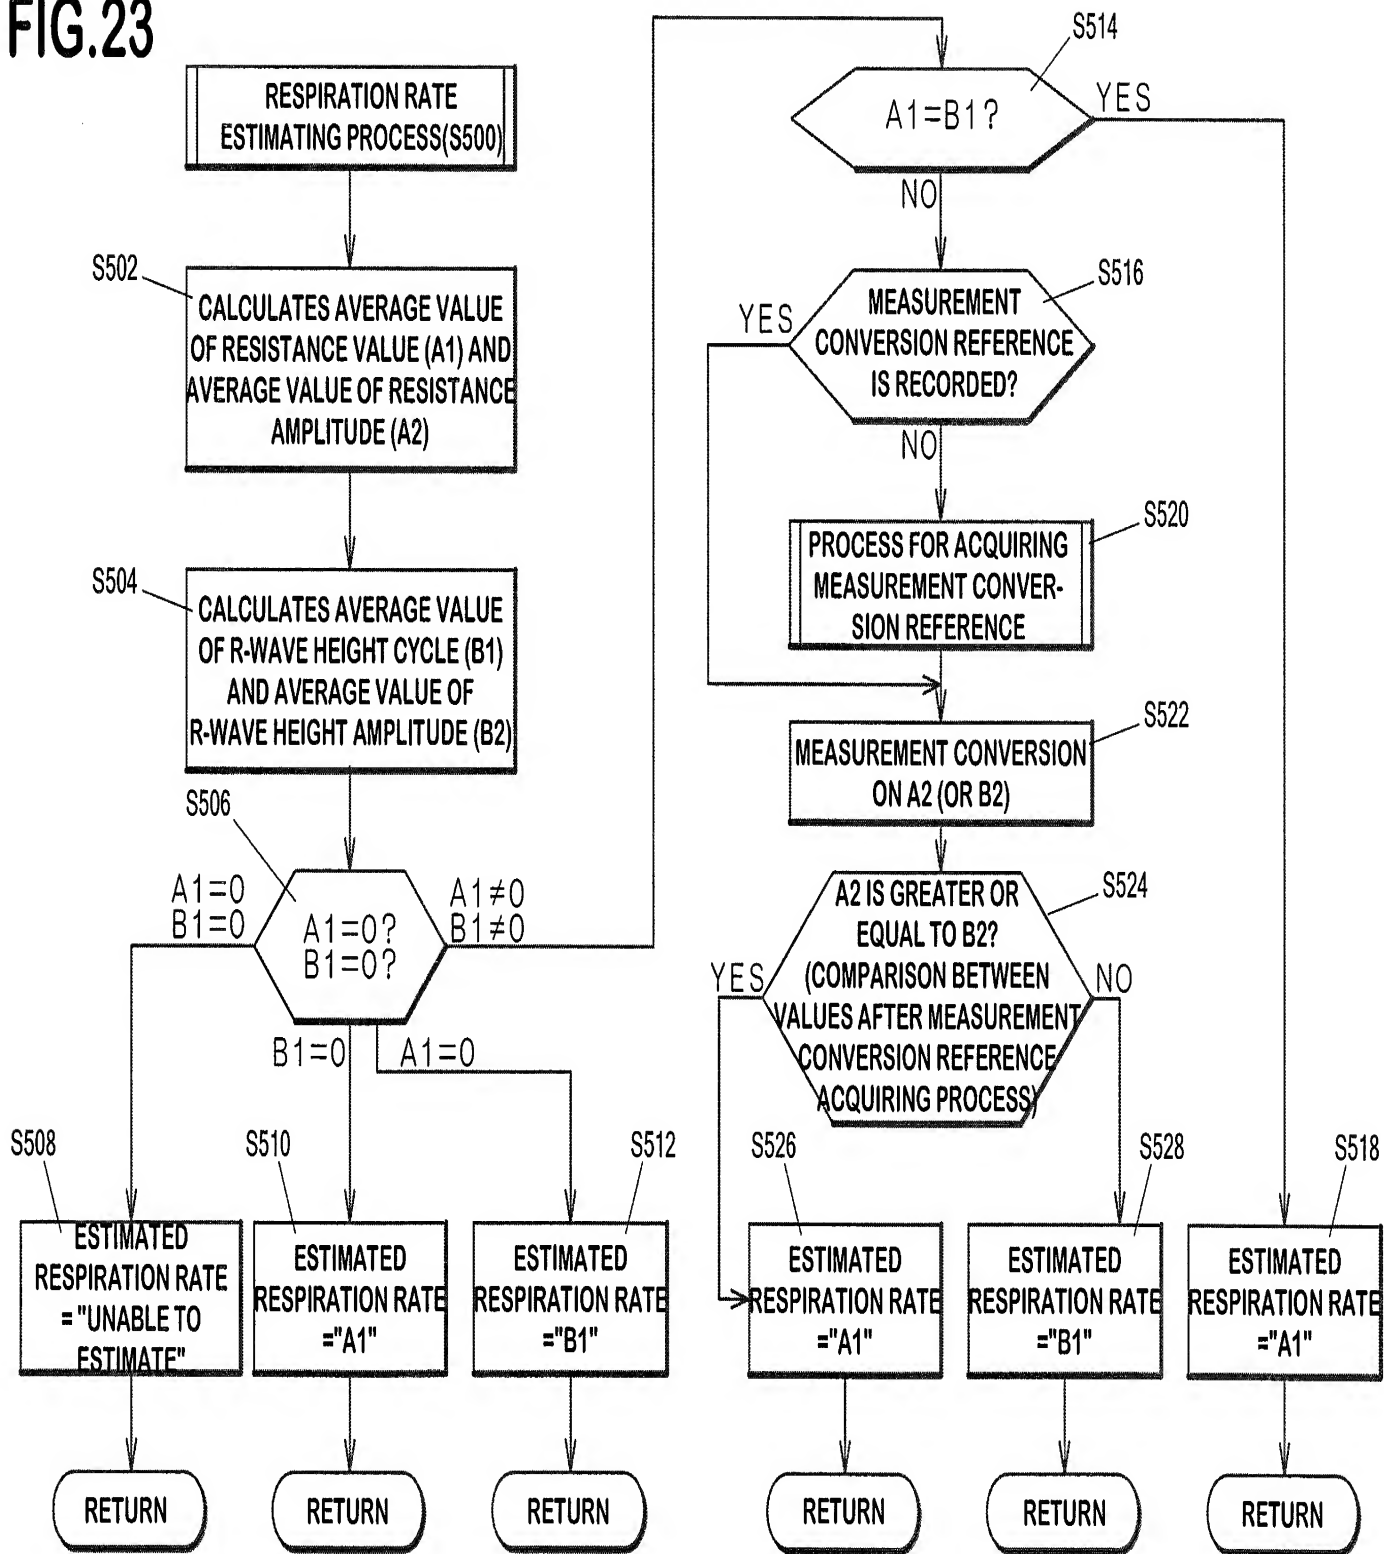 FIG.23
RESPIRATION RATE
ESTIMATING PROCESS(S500)
S502
CALCULATES AVERAGE VALUE
OF RESISTANCE VALUE (A1) AND
AVERAGE VALUE OF RESISTANCE
AMPLITUDE (A2)
S504
CALCULATES AVERAGE VALUE
OF R-WAVE HEIGHT CYCLE (B1)
AND AVERAGE VALUE OF
R-WAVE HEIGHT AMPLITUDE (B2)
S506
A1=0
B1=0
A1=0?
B1=0?
A1≠0
B1≠0
B1=0
A1=0
S508
ESTIMATED
RESPIRATION RATE
= "UNABLE TO
ESTIMATE"
RETURN
S510
ESTIMATED
RESPIRATION RATE
="A1"
RETURN
S512
ESTIMATED
RESPIRATION RATE
="B1"
RETURN
S514
A1=B1?
YES
NO
S516
MEASUREMENT
CONVERSION REFERENCE
IS RECORDED?
YES
NO
S520
PROCESS FOR ACQUIRING
MEASUREMENT CONVER-
SION REFERENCE
S522
MEASUREMENT CONVERSION
ON A2 (OR B2)
S524
A2 IS GREATER OR
EQUAL TO B2?
(COMPARISON BETWEEN
VALUES AFTER MEASUREMENT
CONVERSION REFERENCE
ACQUIRING PROCESS)
YES
NO
S526
ESTIMATED
RESPIRATION RATE
="A1"
RETURN
S528
ESTIMATED
RESPIRATION RATE
="B1"
RETURN
S518
ESTIMATED
RESPIRATION RATE
="A1"
RETURN